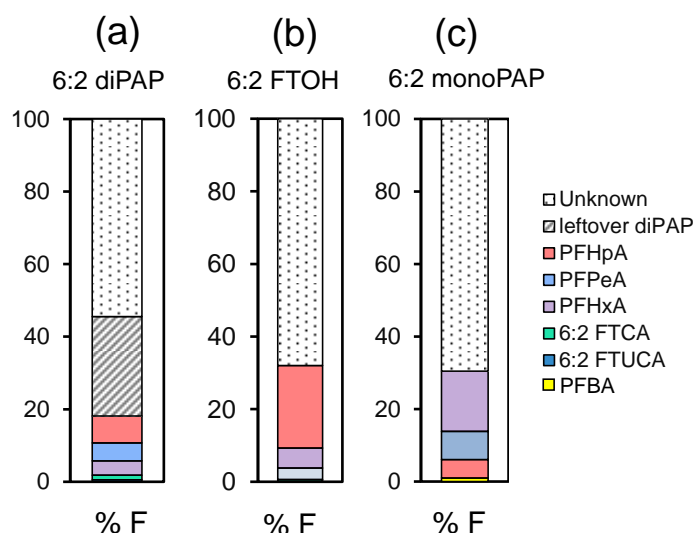 (a)
6:2 diPAP
100
80
60
40
20
0
% F
(b)
6:2 FTOH
100
80
60
40
20
0
% F
(c)
6:2 monoPAP
100
80
60
40
20
0
% F
Unknown
leftover diPAP
PFHpA
PFPeA
PFHxA
6:2 FTCA
6:2 FTUCA
PFBA